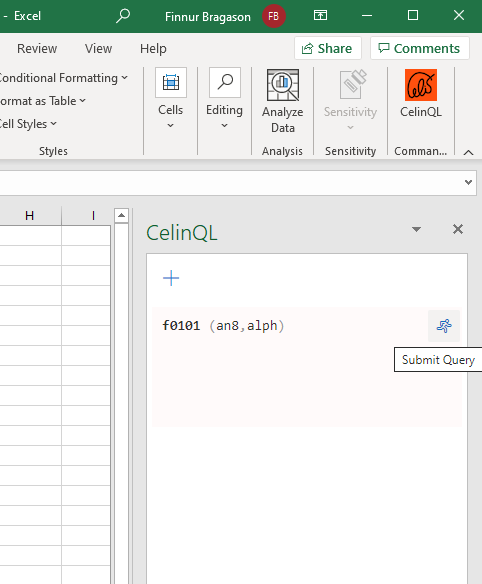 - Excel
Finnur Bragason FB
Review View Help
Share Comments
Conditional Formatting
Format as Table
Cell Styles
Styles
Cells
Editing
Analyze
Data
Analysis
Sensitivity
Sensitivity
CelinQL
Comman...
H I
CelinQL
f0101 (an8,alph)
Submit Query